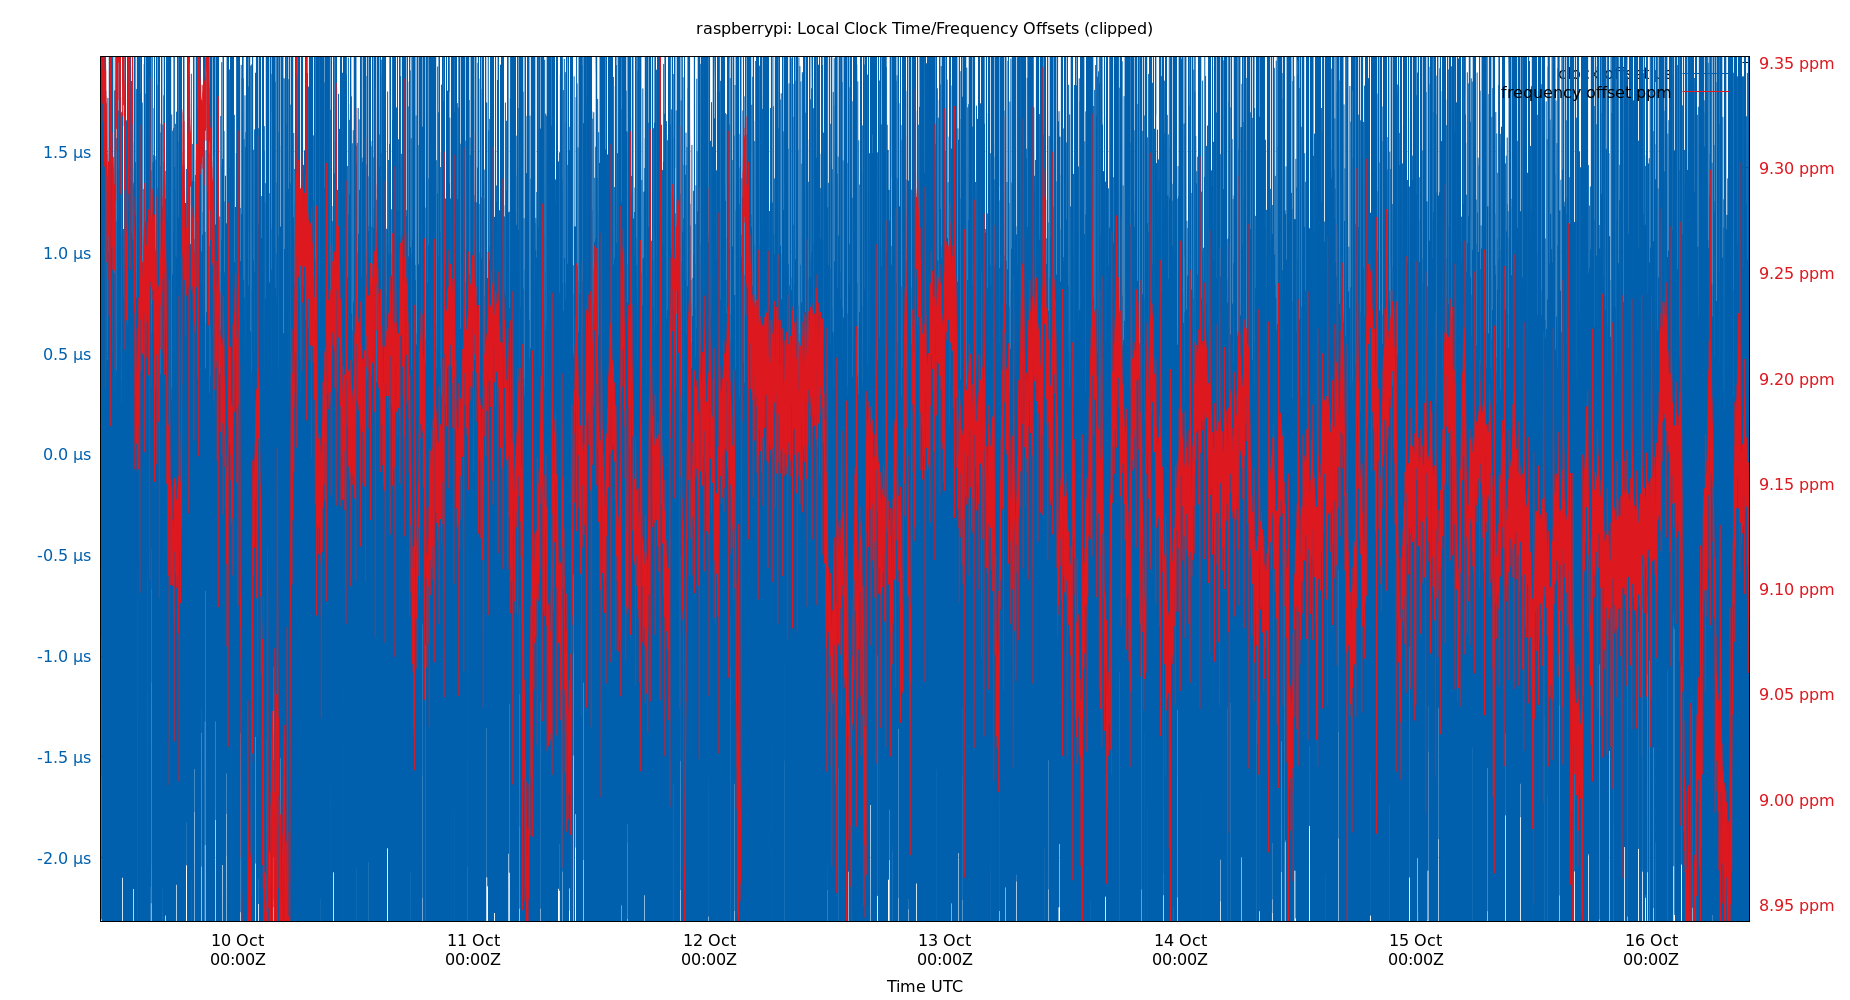 raspberrypi: Local Clock Time/Frequency Offsets (clipped)
clock offset µs
frequency offset ppm
1.5 µs
1.0 µs
0.5 µs
0.0 µs
-0.5 µs
-1.0 µs
-1.5 µs
-2.0 µs
9.35 ppm
9.30 ppm
9.25 ppm
9.20 ppm
9.15 ppm
9.10 ppm
9.05 ppm
9.00 ppm
8.95 ppm
10 Oct
00:00Z
11 Oct
00:00Z
12 Oct
00:00Z
13 Oct
00:00Z
14 Oct
00:00Z
15 Oct
00:00Z
16 Oct
00:00Z
Time UTC